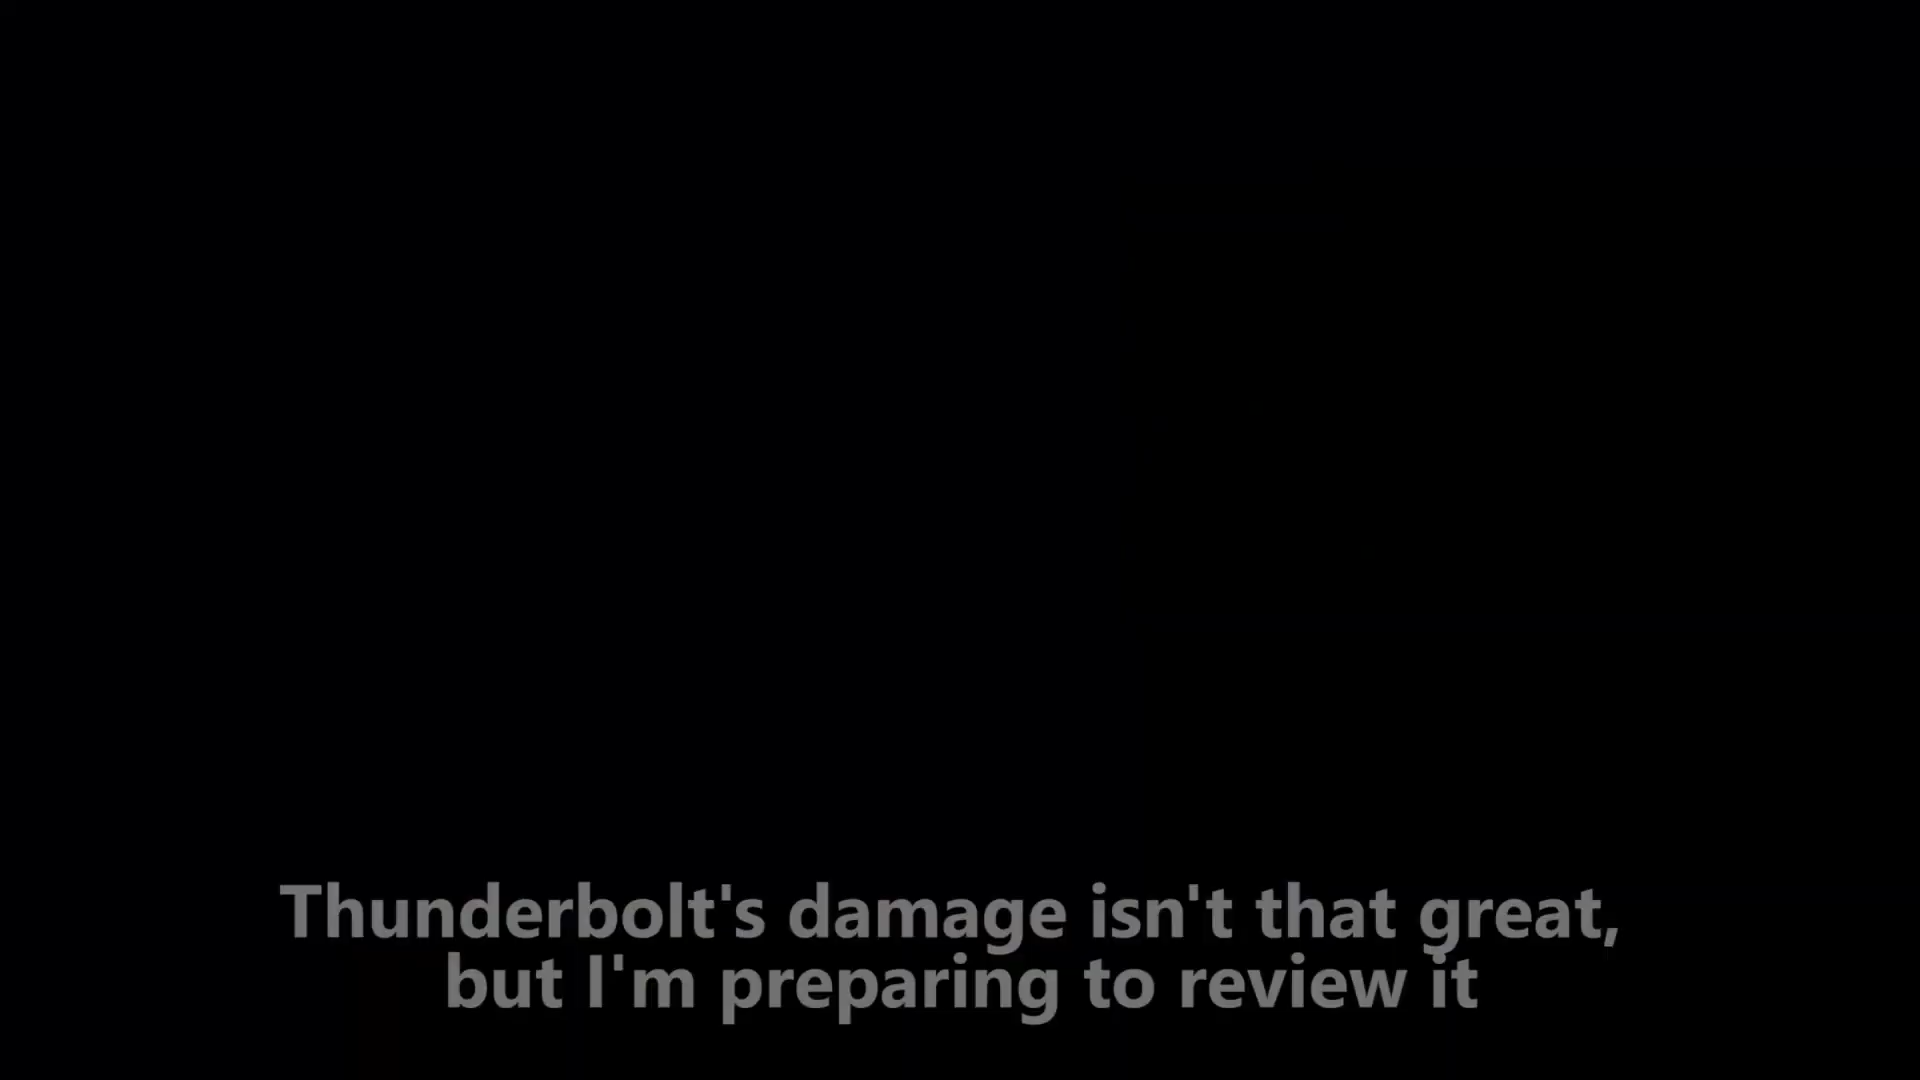 Thunderbolt's damage isn't that great,
but I'm preparing to review it